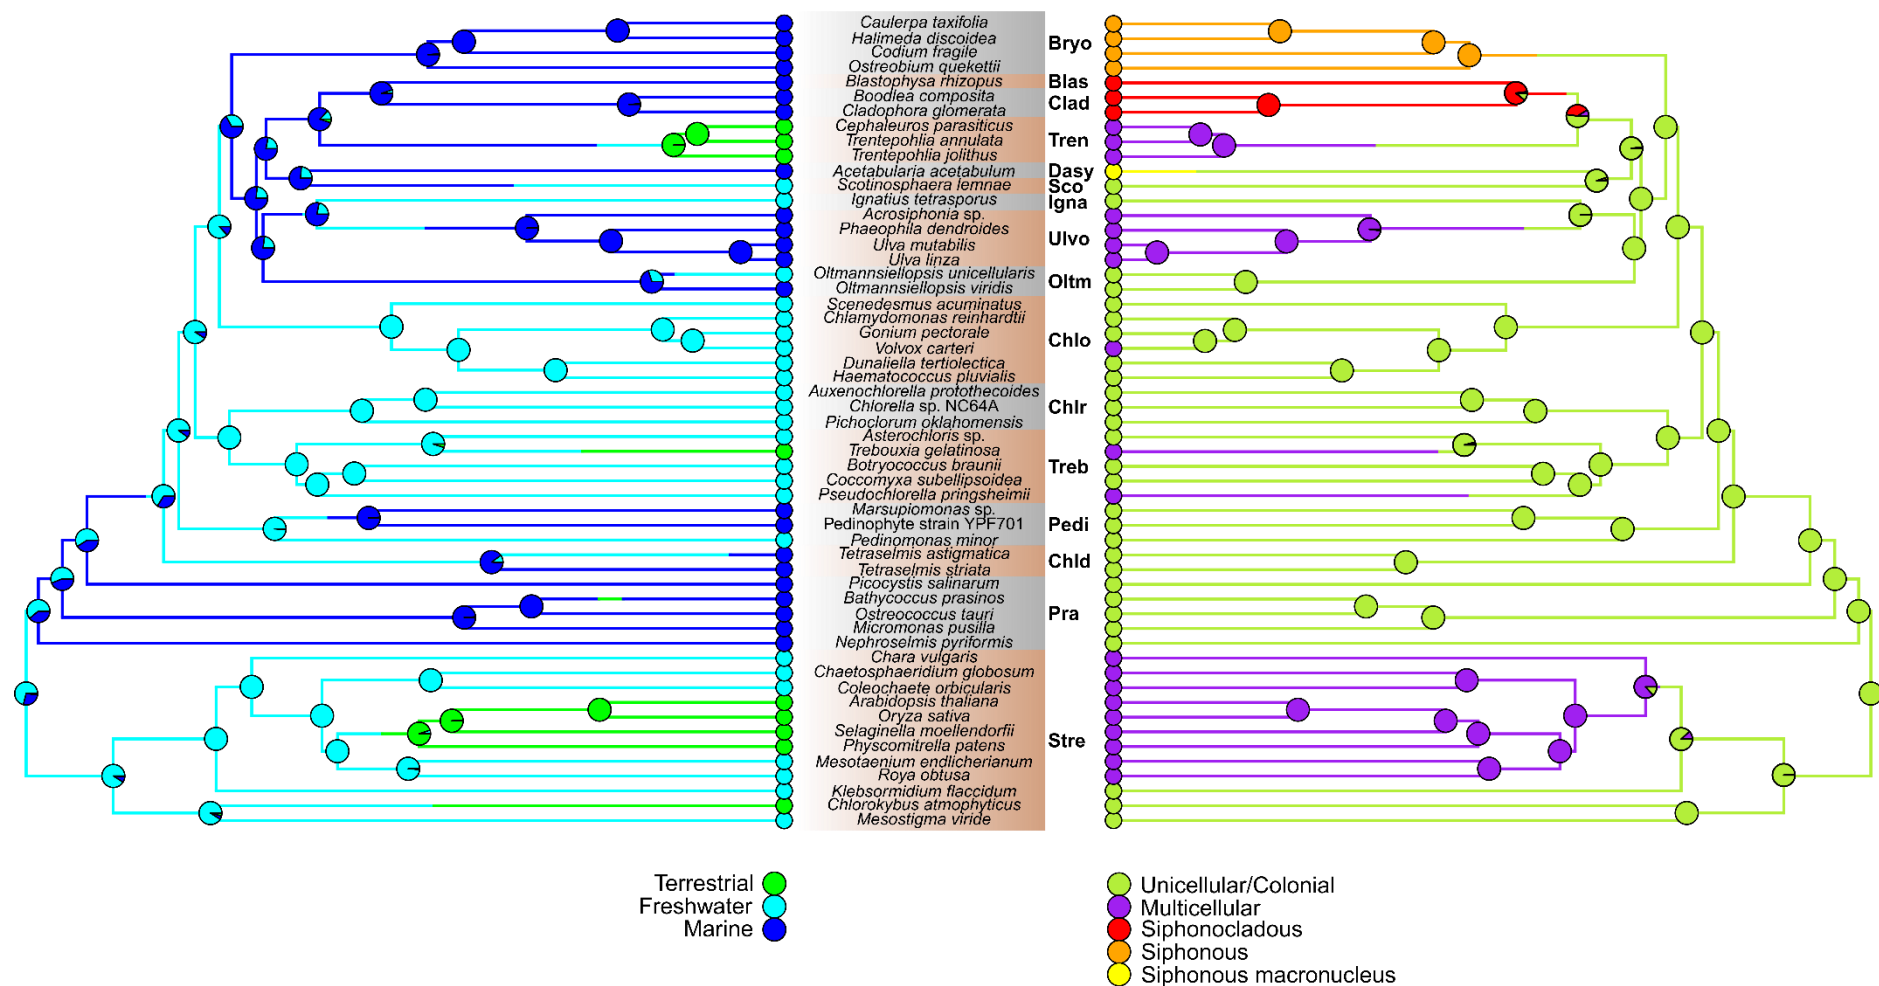 Caulerpa taxifolia
Halimeda discoidea
Bryo
Codium fragile
Ostreobium quekettii
Blastophysa rhizopus
Blas
Boodlea composita
Clad
Cladophora glomerata
Cephaleuros parasiticus
Trentepohlia annulata
Tren
Trentepohlia jolithus
Acetabularia acetabulum
Dasy
Scotinosphaera lemnae
Sco
Ignatius tetrasporus
Igna
Acrosiphonia sp.
Phaeophila dendroides
Ulvo
Ulva mutabilis
Ulva linza
Oltmannsiellopsis unicellularis
Oltm
Oltmannsiellopsis viridis
Scenedesmus acuminatus
Chlamydomonas reinhardtii
Gonium pectorale
Chlo
Volvox carteri
Dunaliella tertiolectica
Haematococcus pluvialis
Auxenochlorella protothecoides
Chlorella sp. NC64A
Chlr
Pichoclorum oklahomensis
Asterochloris sp.
Trebouxia gelatinosa
Botryococcus braunii
Treb
Coccomyxa subellipsoidea
Pseudochlorella pringsheimii
Marsupiomonas sp.
Pedinophyte strain YPF701
Pedi
Pedinomonas minor
Tetraselmis astigmatica
Chld
Tetraselmis striata
Picocystis salinarum
Bathycoccus prasinos
Ostreococcus tauri
Pra
Micromonas pusilla
Nephroselmis pyriformis
Chara vulgaris
Chaetosphaeridium globosum
Coleochaete orbicularis
Arabidopsis thaliana
Oryza sativa
Selaginella moellendorfii
Stre
Physcomitrella patens
Mesotaenium endlicherianum
Roya obtusa
Klebsormidium flaccidum
Chlorokybus atmophyticus
Mesostigma viride
Terrestrial
Freshwater
Marine
Unicellular/Colonial
Multicellular
Siphonocladous
Siphonous
Siphonous macronucleus